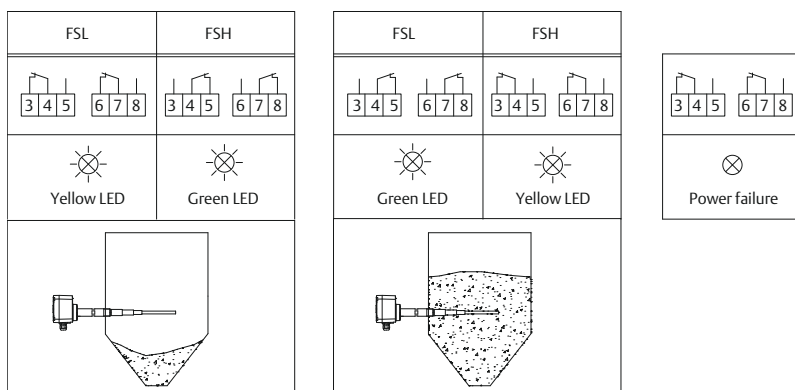 FSL FSH
3 4 5 6 7 8 3 4 5 6 7 8
Yellow LED Green LED
FSL FSH
3 4 5 6 7 8 3 4 5 6 7 8
Green LED Yellow LED
3 4 5 6 7 8
Power failure